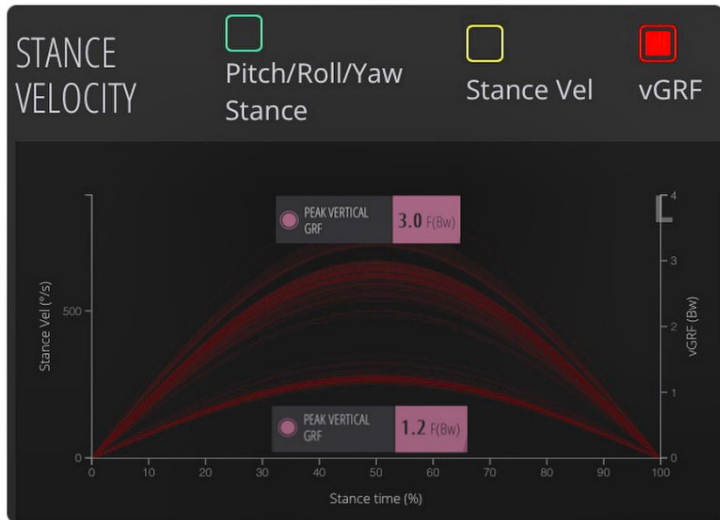 STANCE
VELOCITY
Pitch/Roll/Yaw
Stance
Stance Vel
vGRF
L
PEAK VERTICAL
GRF
3.0 F(Bw)
PEAK VERTICAL
GRF
1.2 F(Bw)
Stance Vel (°/s)
500
0
4
3
2
1
0
vGRF (Bw)
0 10 20 30 40 50 60 70 80 90 100
Stance time (%)